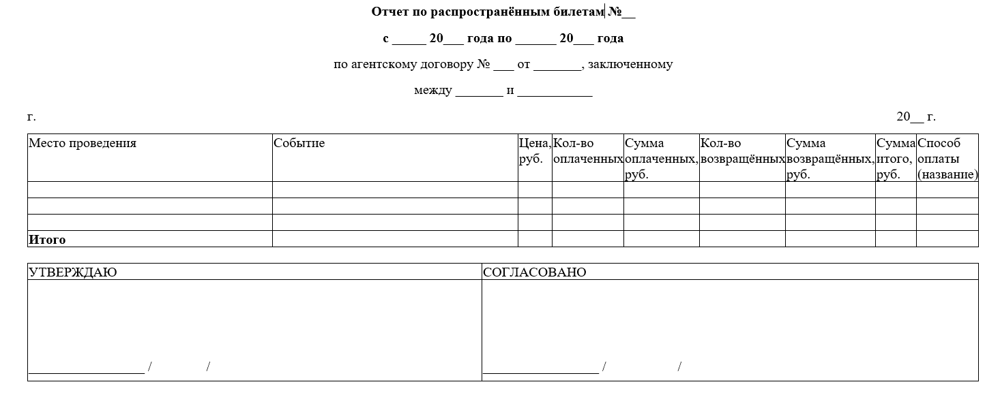 Отчет по распространённым билетам №__
с _____ 20___ года по ______ 20___ года
по агентскому договору № ___ от _______, заключенному
между _______ и ___________
г. 20__ г.
Место проведения Событие Цена, Кол-во Сумма Кол-во Сумма Сумма Способ
руб. оплаченных оплаченных, возвращённых возвращённых, итого, оплаты
руб. руб. руб. (название)
Итого
УТВЕРЖДАЮ СОГЛАСОВАНО
_________________ / / _________________ / /